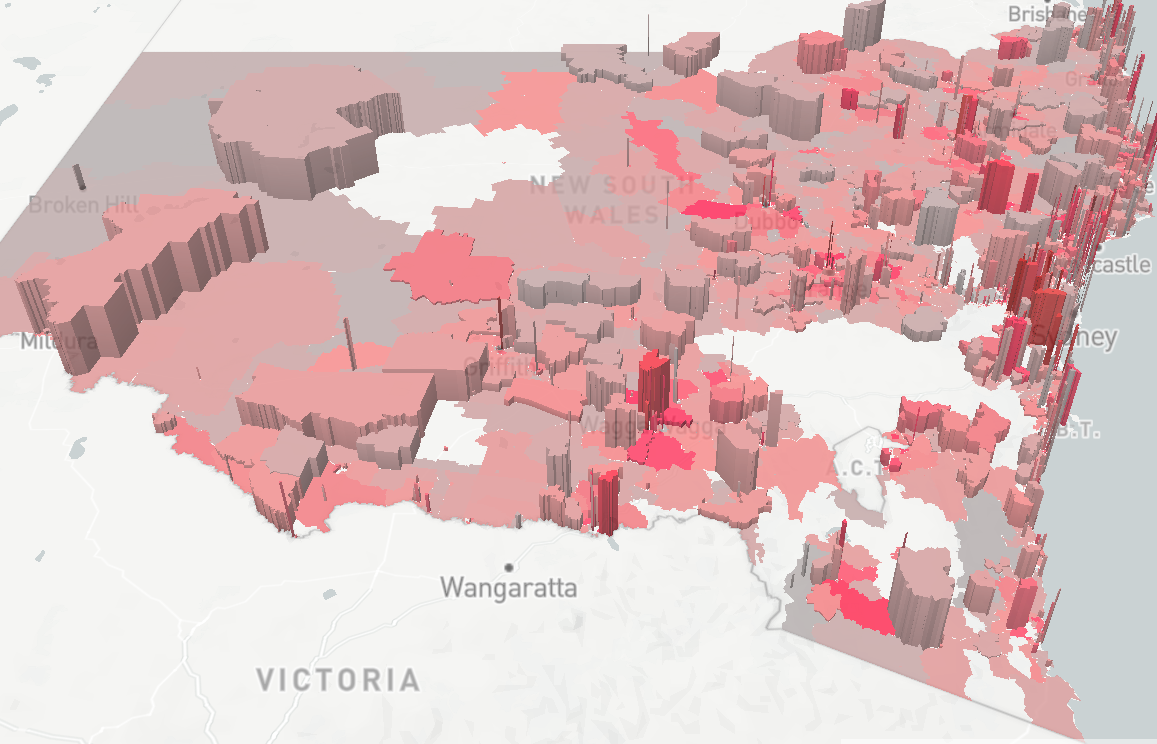 Brisbane
Broken Hill
NEW SOUTH
WALES
Dubbo
castle
Mildura
Sydney
Griffith
Wagga Wagga
A.C.T.
B.T.
Wangaratta
VICTORIA